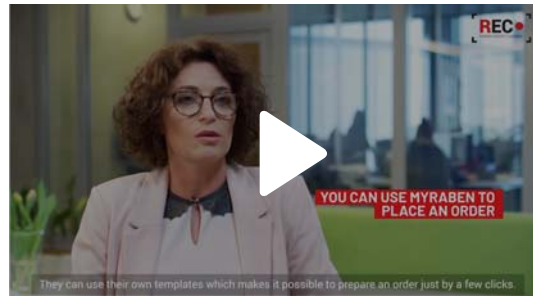 REC
YOU CAN USE MYRABEN TO
PLACE AN ORDER
They can use their own templates which makes it possible to prepare an order just by a few clicks.